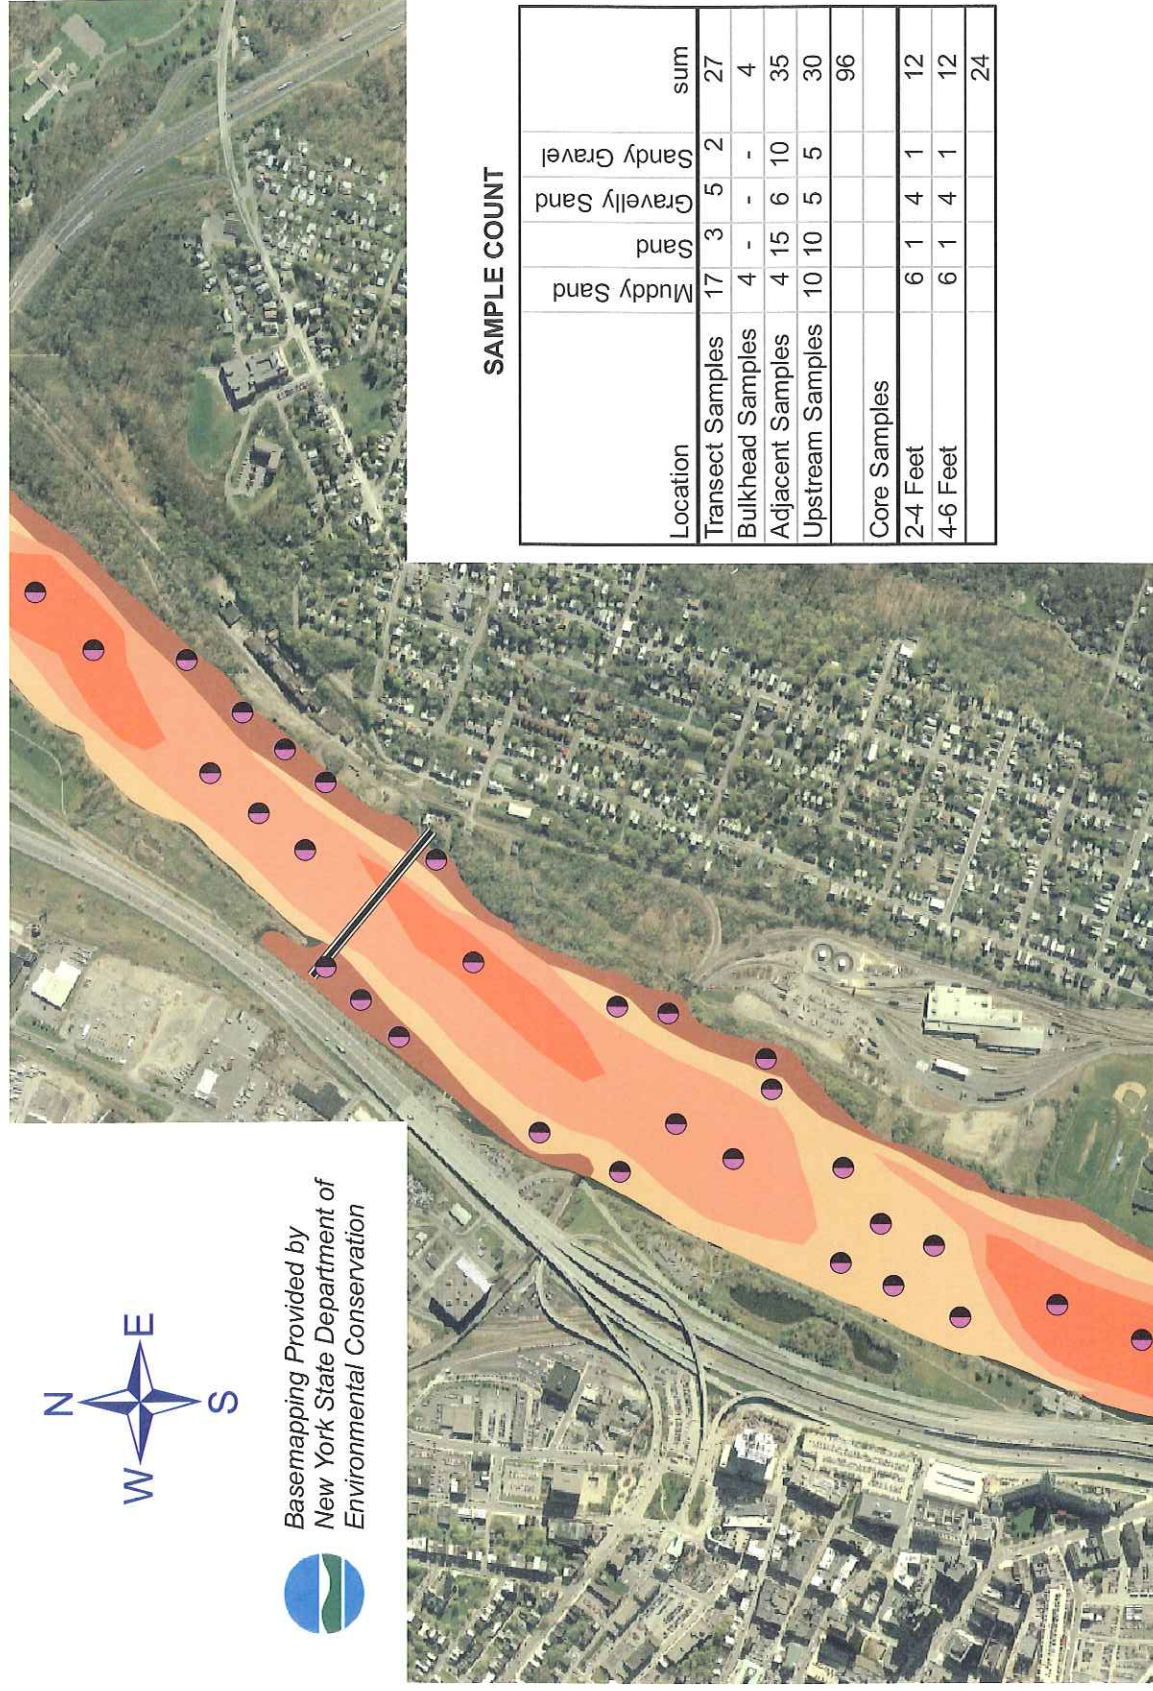 N
W E
S
Basemapping Provided by
New York State Department of
Environmental Conservation
SAMPLE COUNT
Location Muddy Sand Sand Gravelly Sand Sandy Gravel sum
Transect Samples 17 3 5 2 27
Bulkhead Samples 4 - - - 4
Adjacent Samples 4 15 6 10 35
Upstream Samples 10 10 5 5 30
96
Core Samples
2-4 Feet 6 1 4 1 12
4-6 Feet 6 1 4 1 12
24